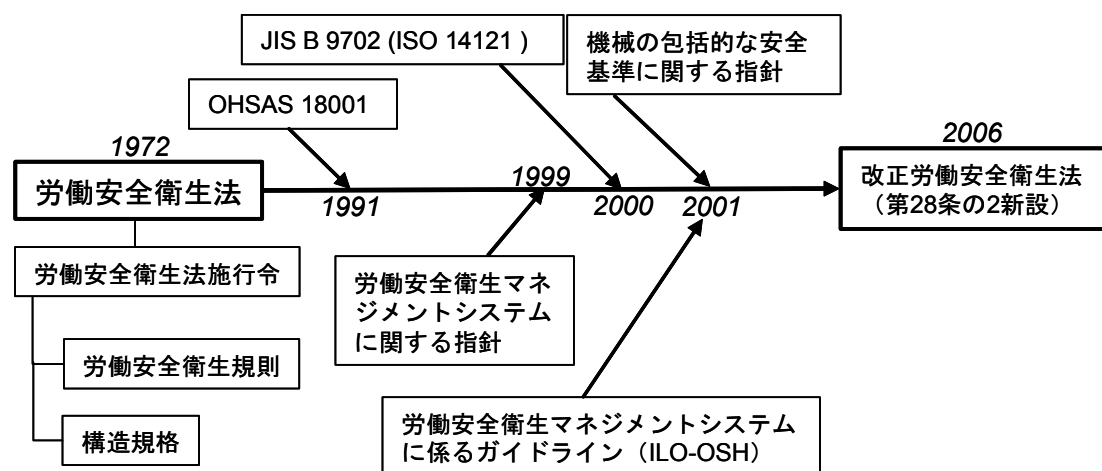 JIS B 9702 (ISO 14121 )
機械の包括的な安全
基準に関する指針
OHSAS 18001
1972
2006
労働安全衛生法
1991
1999
2000
2001
改正労働安全衛生法
（第28条の2新設）
労働安全衛生法施行令
労働安全衛生マネ
ジメントシステム
に関する指針
労働安全衛生規則
構造規格
労働安全衛生マネジメントシステム
に係るガイドライン（ILO-OSH）